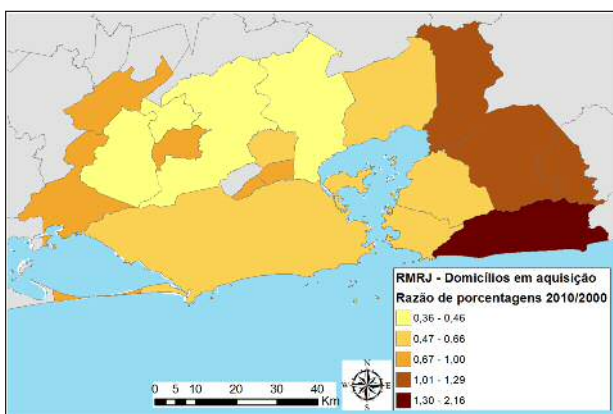 RMRJ - Domicílios em aquisição
Razão de porcentagens 2010/2000
0,36 - 0,46
0,47 - 0,66
0,67 - 1,00
1,01 - 1,29
1,30 - 2,16
N
W E
S
0 5 10 20 30 40
Km